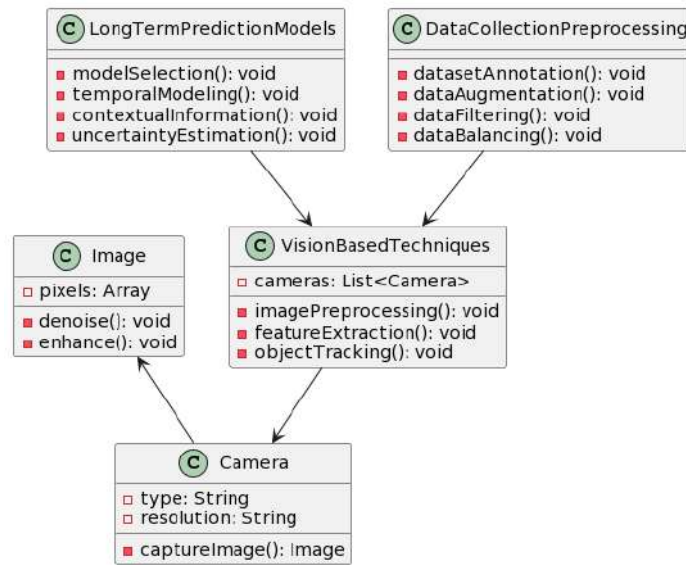 C LongTermPredictionModels
modelSelection(): void
temporalModeling(): void
contextualInformation(): void
uncertaintyEstimation(): void
C DataCollectionPreprocessing
datasetAnnotation(): void
dataAugmentation(): void
dataFiltering(): void
dataBalancing(): void
C Image
pixels: Array
denoise(): void
enhance(): void
C VisionBasedTechniques
cameras: List<Camera>
imagePreprocessing(): void
featureExtraction(): void
objectTracking(): void
C Camera
type: String
resolution: String
captureImage(): Image